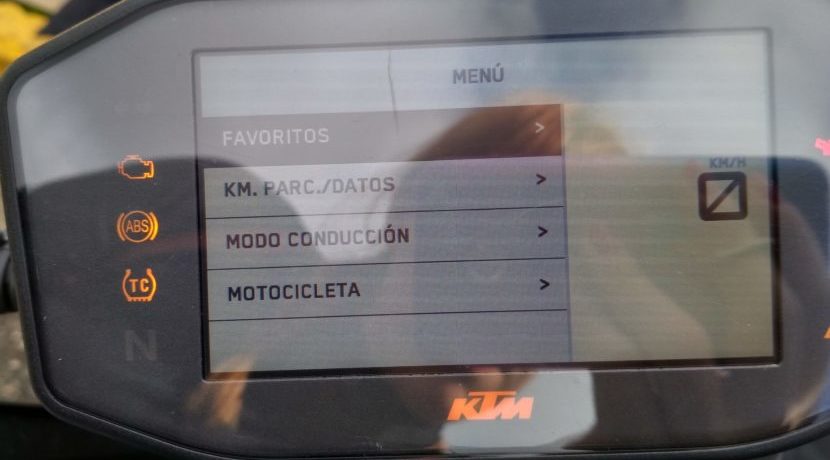 MENÚ
FAVORITOS >
KM. PARC./DATOS >
KM/H
MODO CONDUCCIÓN >
MOTOCICLETA >
ABS
TC
N
KTM